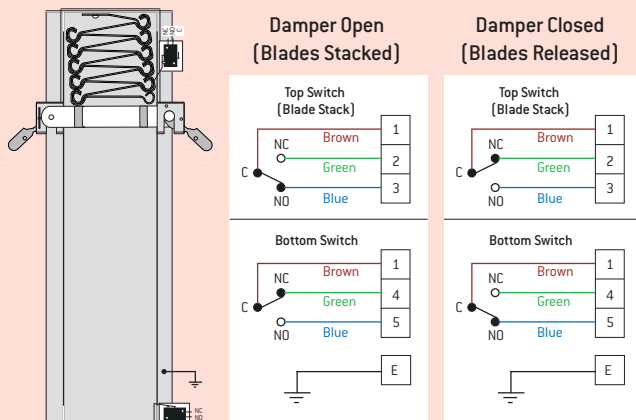 NC
NO
C
NC
NO
Damper Open
(Blades Stacked)
Top Switch
(Blade Stack)
Brown
1
NC
Green
2
C
NO
Blue
3
Bottom Switch
Brown
1
NC
Green
4
C
NO
Blue
5
E
Damper Closed
(Blades Released)
Top Switch
(Blade Stack)
Brown
1
NC
Green
2
C
NO
Blue
3
Bottom Switch
Brown
1
NC
Green
4
C
NO
Blue
5
E